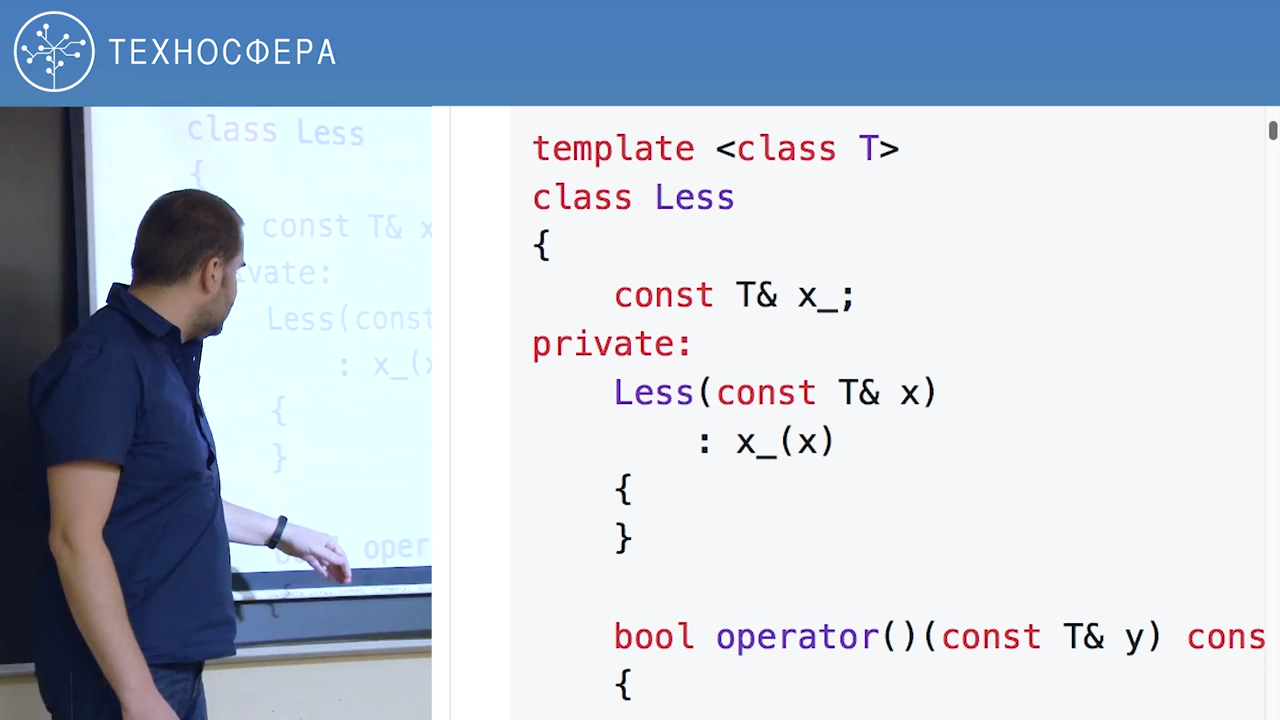 ТЕХНОСФЕРА
class Less
{
const T& x
ivate:
Less(const
: x_(x
{
}
oper
template <class T>
class Less
{
const T& x_;
private:
Less(const T& x)
: x_(x)
{
}
bool operator()(const T& y) cons
{